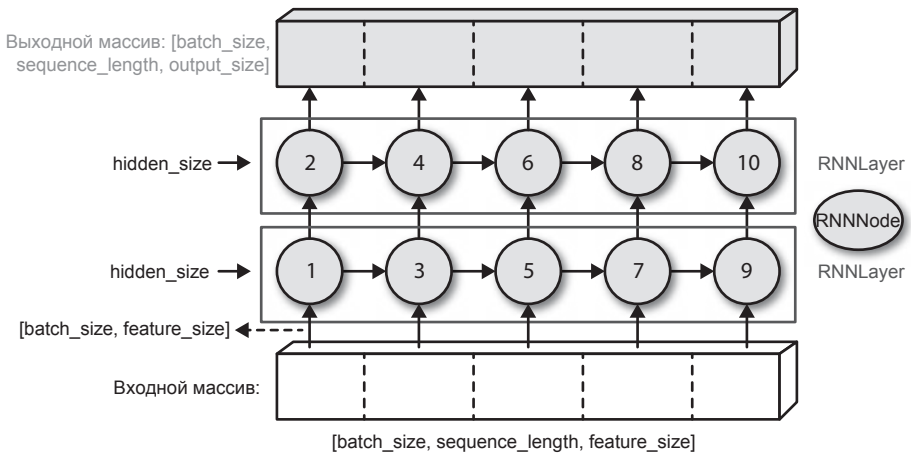 Выходной массив: [batch_size,
sequence_length, output_size]
hidden_size
2
4
6
8
10
RNNLayer
RNNNode
hidden_size
1
3
5
7
9
RNNLayer
[batch_size, feature_size]
Входной массив:
[batch_size, sequence_length, feature_size]